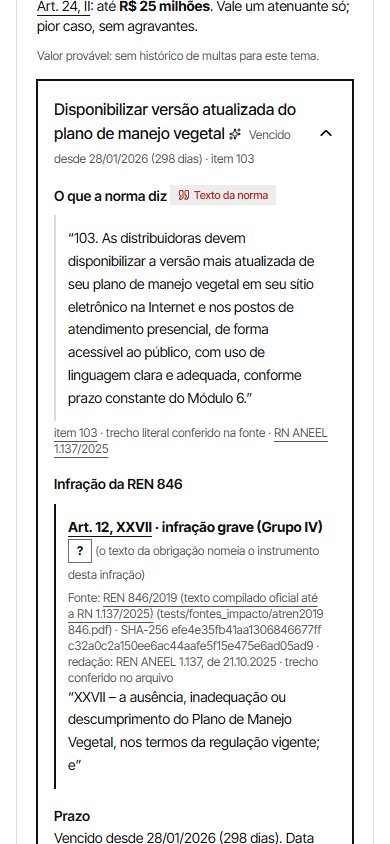 Art. 24, II: até R$ 25 milhões. Vale um atenuante só;
pior caso, sem agravantes.
Valor provável: sem histórico de multas para este tema.
Disponibilizar versão atualizada do
plano de manejo vegetal Vencido
desde 28/01/2026 (298 dias) · item 103
O que a norma diz Texto da norma
“103. As distribuidoras devem
disponibilizar a versão mais atualizada de
seu plano de manejo vegetal em seu sítio
eletrônico na Internet e nos postos de
atendimento presencial, de forma
acessível ao público, com uso de
linguagem clara e adequada, conforme
prazo constante do Módulo 6.”
item 103 · trecho literal conferido na fonte · RN ANEEL
1.137/2025
Infração da REN 846
Art. 12, XXVII · infração grave (Grupo IV)
? (o texto da obrigação nomeia o instrumento
desta infração)
Fonte: REN 846/2019 (texto compilado oficial até
a RN 1.137/2025) (tests/fontes_impacto/atren2019
846.pdf) · SHA-256 efe4e35fb41aa1306846677ff
c32a0c2a150ee6ac44aafe5f15e475e6ad05ad9 ·
redação: REN ANEEL 1.137, de 21.10.2025 · trecho
conferido no arquivo
“XXVII – a ausência, inadequação ou
descumprimento do Plano de Manejo
Vegetal, nos termos da regulação vigente;
e”
Prazo
Vencido desde 28/01/2026 (298 dias). Data